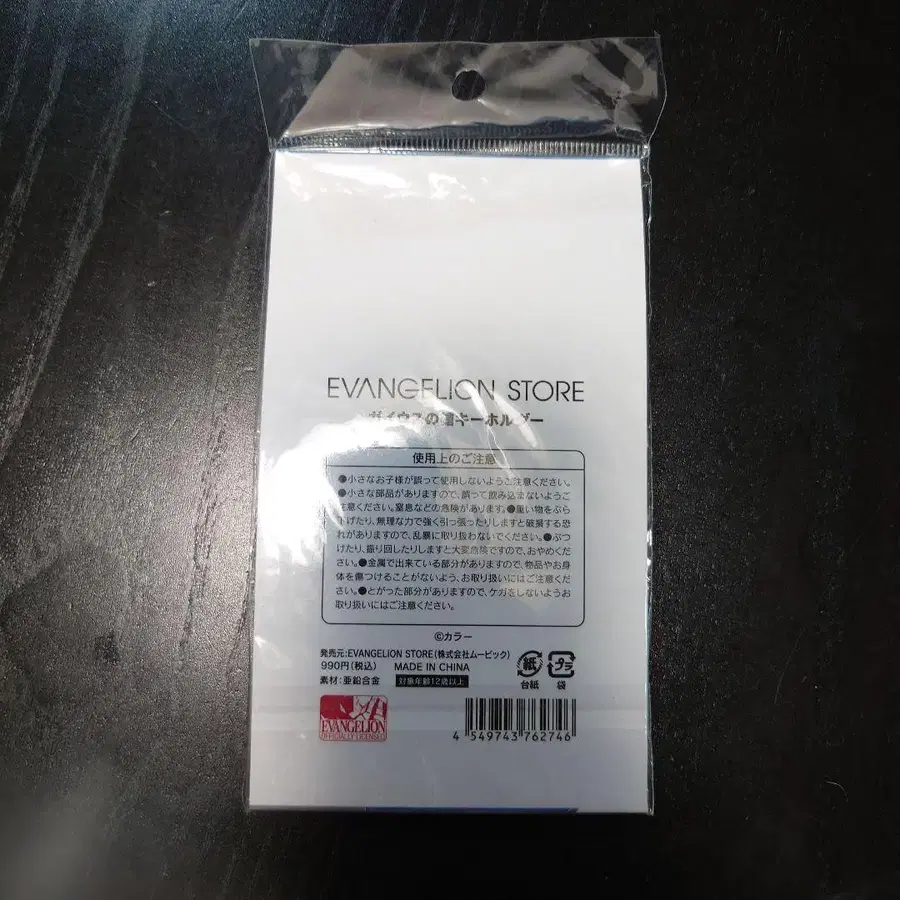 EVANGELION STORE
ガイウスの槍キーホルダー
使用上のご注意
●小さなお子様が誤って使用しないようご注意ください。
●小さな部品がありますので、誤って飲み込まないようご
注意ください。窒息などの危険があります。●重い物をぶら
下げたり、無理な力で強く引っ張ったりしますと破損する恐
れがありますので、乱暴に取り扱わないでください。●ぶつ
けたり、振り回したりしますと大変危険ですので、おやめくだ
さい。●金属で出来ている部分がありますので、物品やお身
体を傷つけることがないよう、お取り扱いにはご注意くだ
さい。●とがった部分がありますので、ケガをしないようお
取り扱いにはご注意ください。
©カラー
発売元:EVANGELION STORE(株式会社ムービック)
990円(税込) MADE IN CHINA
素材:亜鉛合金 対象年齢12歳以上
紙
台紙
プラ
袋
EVANGELION
OFFICIALLY LICENSED
4 549743 762746